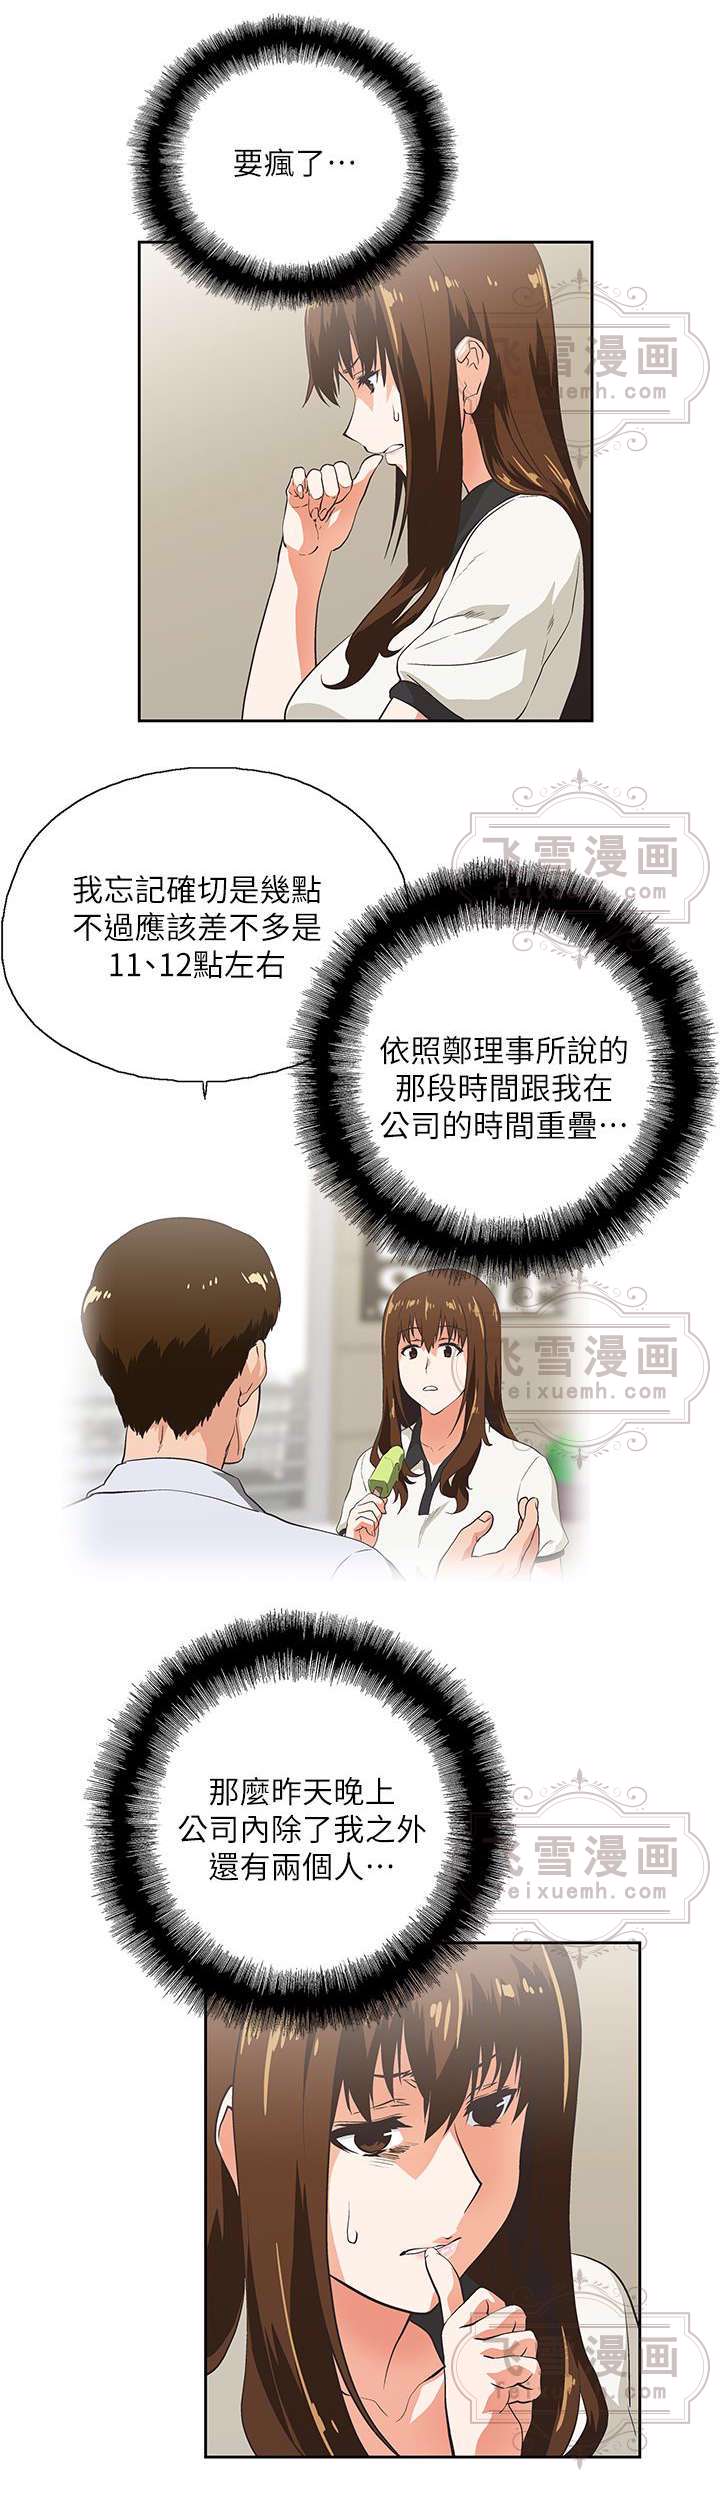 要瘋了…
飞雪漫画
feixuemh.com
飞雪漫画
feixuemh.com
我忘記確切是幾點
不過應該差不多是
11、12點左右
依照鄭理事所說的
那段時間跟我在
公司的時間重疊…
飞雪漫画
feixuemh.com
那麼昨天晚上
公司內除了我之外
還有兩個人…
飞雪漫画
feixuemh.com
飞雪漫画
feixuemh.com